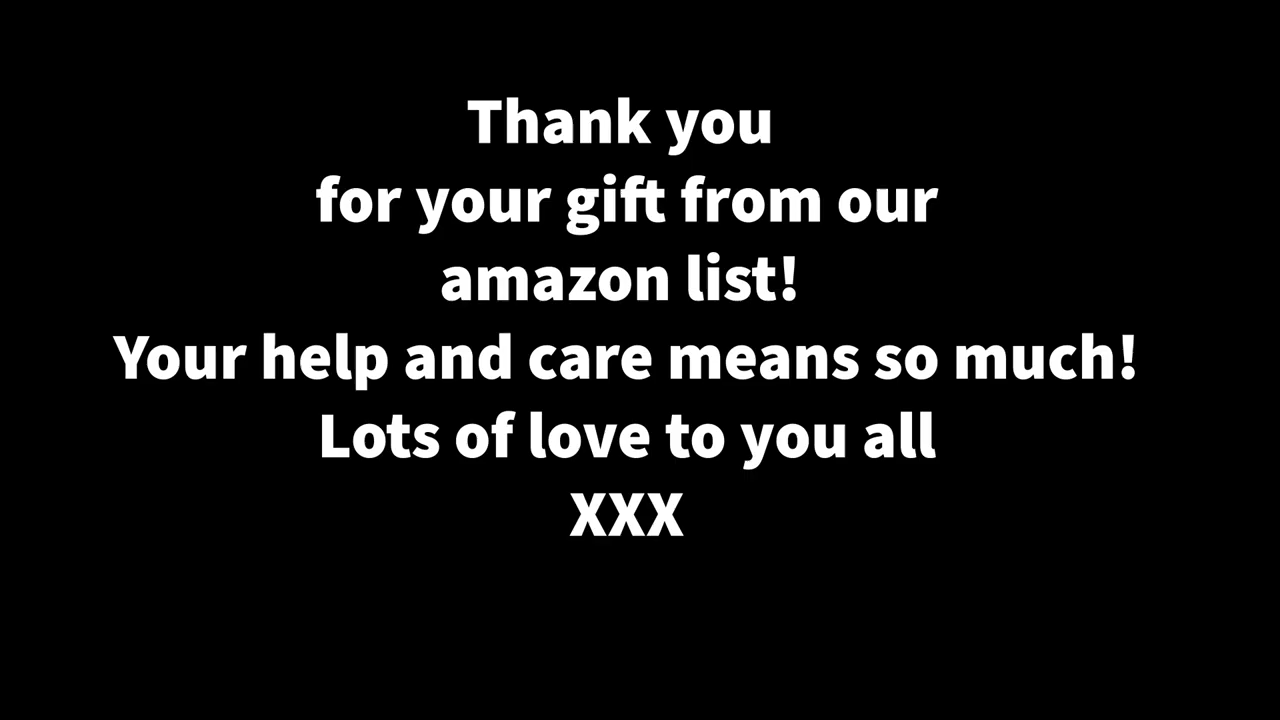 Thank you
for your gift from our
amazon list!
Your help and care means so much!
Lots of love to you all
XXX